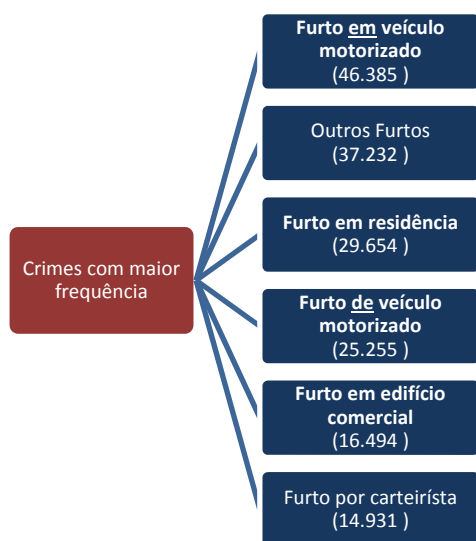 Furto em veículo
motorizado
(46.385 )
Outros Furtos
(37.232 )
Furto em residência
(29.654 )
Crimes com maior
frequência
Furto de veículo
motorizado
(25.255 )
Furto em edifício
comercial
(16.494 )
Furto por carteirísta
(14.931 )